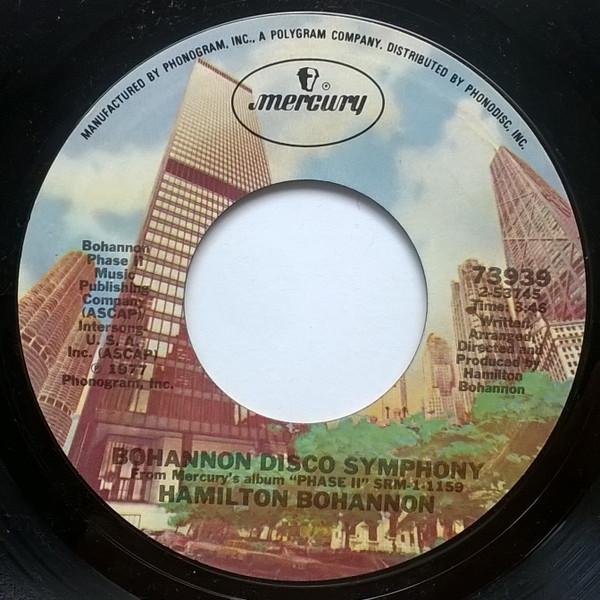 MANUFACTURED BY PHONOGRAM, INC., A POLYGRAM COMPANY. DISTRIBUTED BY PHONODISC, INC.
mercury ®
Bohannon
Phase II
Music
Publishing
Company
(ASCAP)/
Intersong,
U. S. A.
Inc. (ASCAP)
℗ 1977
Phonogram, Inc.
73939
2-53745
Time: 3:46
Written,
Arranged,
Directed and
Produced by
Hamilton
Bohannon
BOHANNON DISCO SYMPHONY
From Mercury's album "PHASE II" SRM-1-1159
HAMILTON BOHANNON